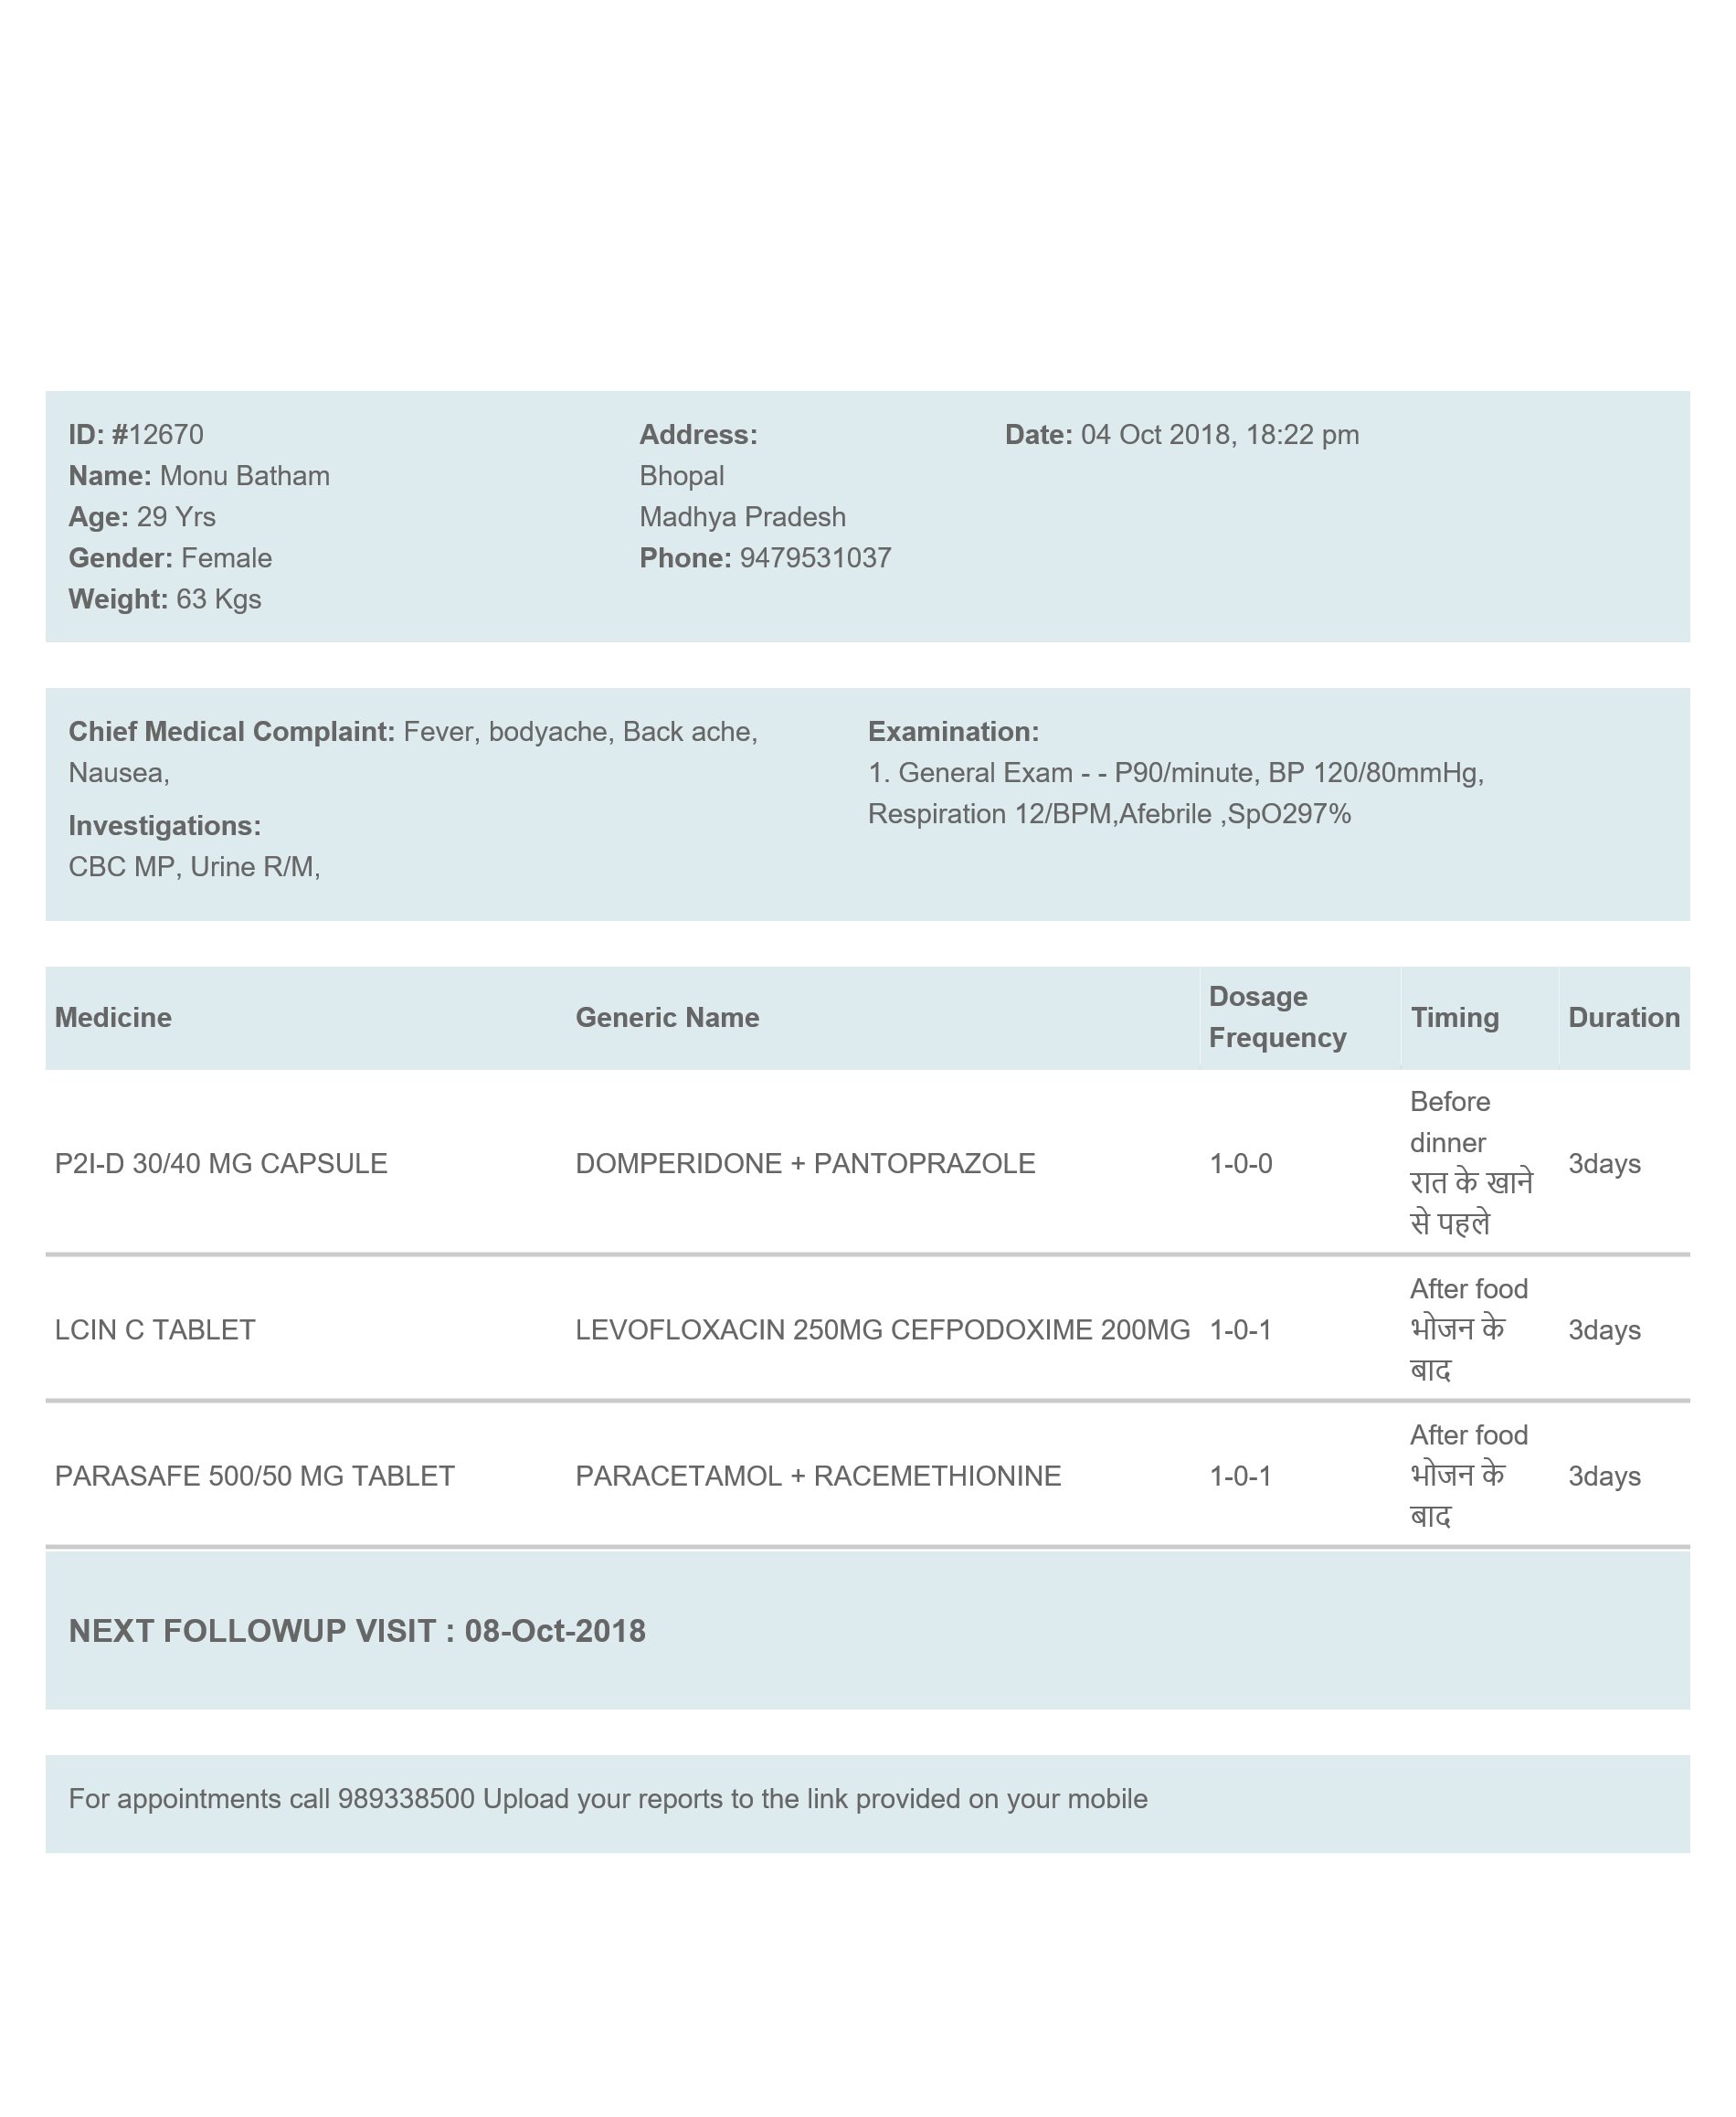 ID: #12670
Name: Monu Batham
Age: 29 Yrs
Gender: Female
Weight: 63 Kgs
Address:
Bhopal
Madhya Pradesh
Phone: 9479531037
Date: 04 Oct 2018, 18:22 pm
Chief Medical Complaint: Fever, bodyache, Back ache,
Nausea,
Investigations:
CBC MP, Urine R/M,
Examination:
1. General Exam - - P90/minute, BP 120/80mmHg,
Respiration 12/BPM,Afebrile ,SpO297%
Medicine
Generic Name
Dosage
Frequency
Timing
Duration
P2I-D 30/40 MG CAPSULE
DOMPERIDONE + PANTOPRAZOLE
1-0-0
Before
dinner
रात के खाने
से पहले
3days
LCIN C TABLET
LEVOFLOXACIN 250MG CEFPODOXIME 200MG
1-0-1
After food
भोजन के
बाद
3days
PARASAFE 500/50 MG TABLET
PARACETAMOL + RACEMETHIONINE
1-0-1
After food
भोजन के
बाद
3days
NEXT FOLLOWUP VISIT : 08-Oct-2018
For appointments call 989338500 Upload your reports to the link provided on your mobile